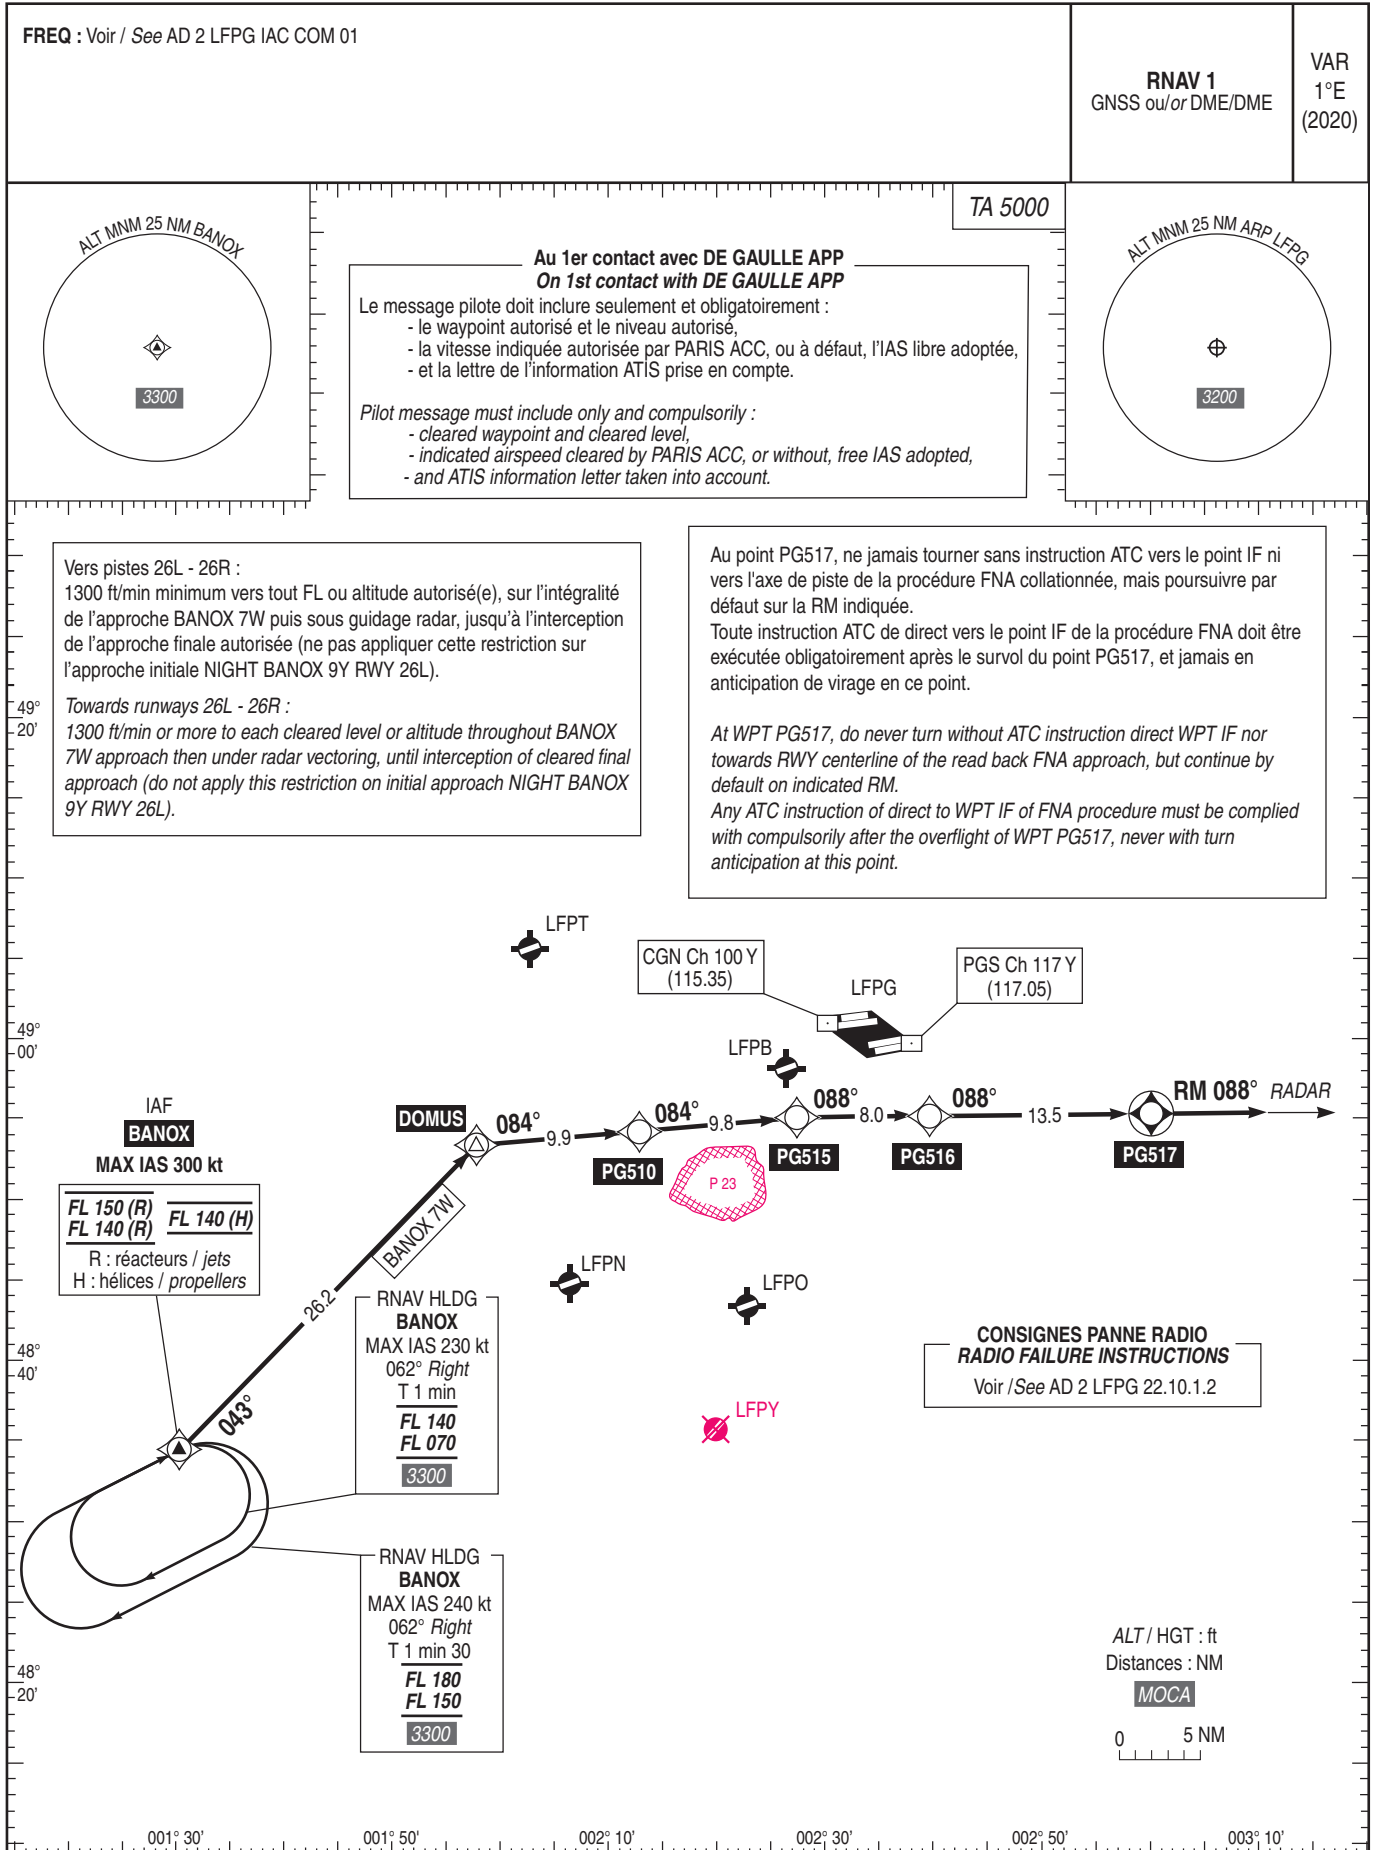 FREQ : Voir / See AD 2 LFPG IAC COM 01
RNAV 1
GNSS ou/or DME/DME
VAR
1°E
(2020)
ALT MNM 25 NM BANOX
3300
TA 5000
Au 1er contact avec DE GAULLE APP
On 1st contact with DE GAULLE APP
Le message pilote doit inclure seulement et obligatoirement :
- le waypoint autorisé et le niveau autorisé,
- la vitesse indiquée autorisée par PARIS ACC, ou à défaut, l'IAS libre adoptée,
- et la lettre de l'information ATIS prise en compte.
Pilot message must include only and compulsorily :
- cleared waypoint and cleared level,
- indicated airspeed cleared by PARIS ACC, or without, free IAS adopted,
- and ATIS information letter taken into account.
ALT MNM 25 NM ARP LFPG
3200
Vers pistes 26L - 26R :
1300 ft/min minimum vers tout FL ou altitude autorisé(e), sur l'intégralité
de l'approche BANOX 7W puis sous guidage radar, jusqu'à l'interception
de l'approche finale autorisée (ne pas appliquer cette restriction sur
l'approche initiale NIGHT BANOX 9Y RWY 26L).
Towards runways 26L - 26R :
1300 ft/min or more to each cleared level or altitude throughout BANOX
7W approach then under radar vectoring, until interception of cleared final
approach (do not apply this restriction on initial approach NIGHT BANOX
9Y RWY 26L).
Au point PG517, ne jamais tourner sans instruction ATC vers le point IF ni
vers l'axe de piste de la procédure FNA collationnée, mais poursuivre par
défaut sur la RM indiquée.
Toute instruction ATC de direct vers le point IF de la procédure FNA doit être
exécutée obligatoirement après le survol du point PG517, et jamais en
anticipation de virage en ce point.
At WPT PG517, do never turn without ATC instruction direct WPT IF nor
towards RWY centerline of the read back FNA approach, but continue by
default on indicated RM.
Any ATC instruction of direct to WPT IF of FNA procedure must be complied
with compulsorily after the overflight of WPT PG517, never with turn
anticipation at this point.
49°
20'
LFPT
CGN Ch 100 Y
(115.35)
LFPG
PGS Ch 117 Y
(117.05)
49°
00'
LFPB
IAF
BANOX
MAX IAS 300 kt
FL 150 (R)
FL 140 (R)
FL 140 (H)
R : réacteurs / jets
H : hélices / propellers
DOMUS
084°
9.9
PG510
084°
9.8
PG515
088°
8.0
PG516
088°
13.5
PG517
RM 088°
RADAR
P 23
BANOX 7W
26.2
043°
LFPN
LFPO
LFPY
RNAV HLDG
BANOX
MAX IAS 230 kt
062° Right
T 1 min
FL 140
FL 070
3300
CONSIGNES PANNE RADIO
RADIO FAILURE INSTRUCTIONS
Voir /See AD 2 LFPG 22.10.1.2
48°
40'
RNAV HLDG
BANOX
MAX IAS 240 kt
062° Right
T 1 min 30
FL 180
FL 150
3300
48°
20'
ALT / HGT : ft
Distances : NM
MOCA
0 5 NM
001° 30' 001° 50' 002° 10' 002° 30' 002° 50' 003° 10'